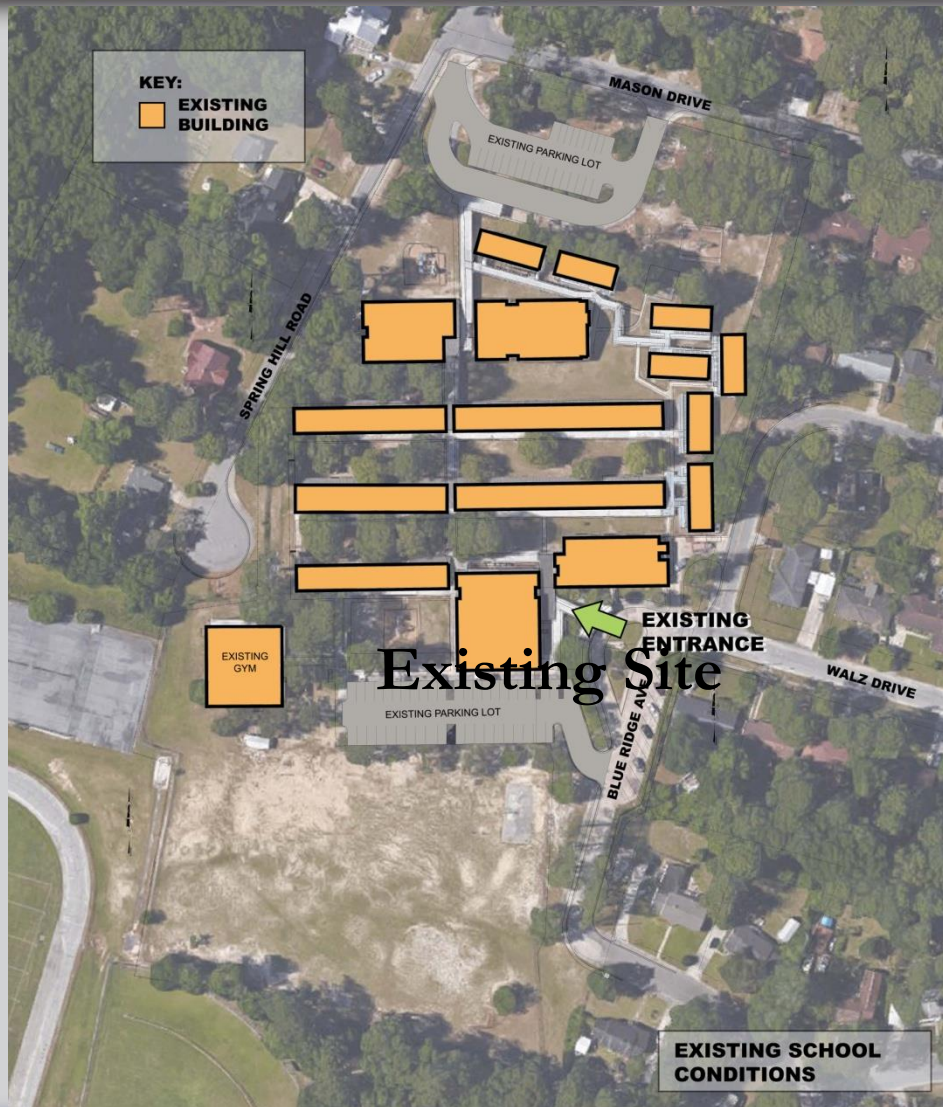 KEY:
EXISTING
BUILDING
MASON DRIVE
EXISTING PARKING LOT
SPRING HILL ROAD
EXISTING
ENTRANCE
EXISTING
GYM
Existing Site
WALZ DRIVE
EXISTING PARKING LOT
BLUE RIDGE AVE
EXISTING SCHOOL
CONDITIONS